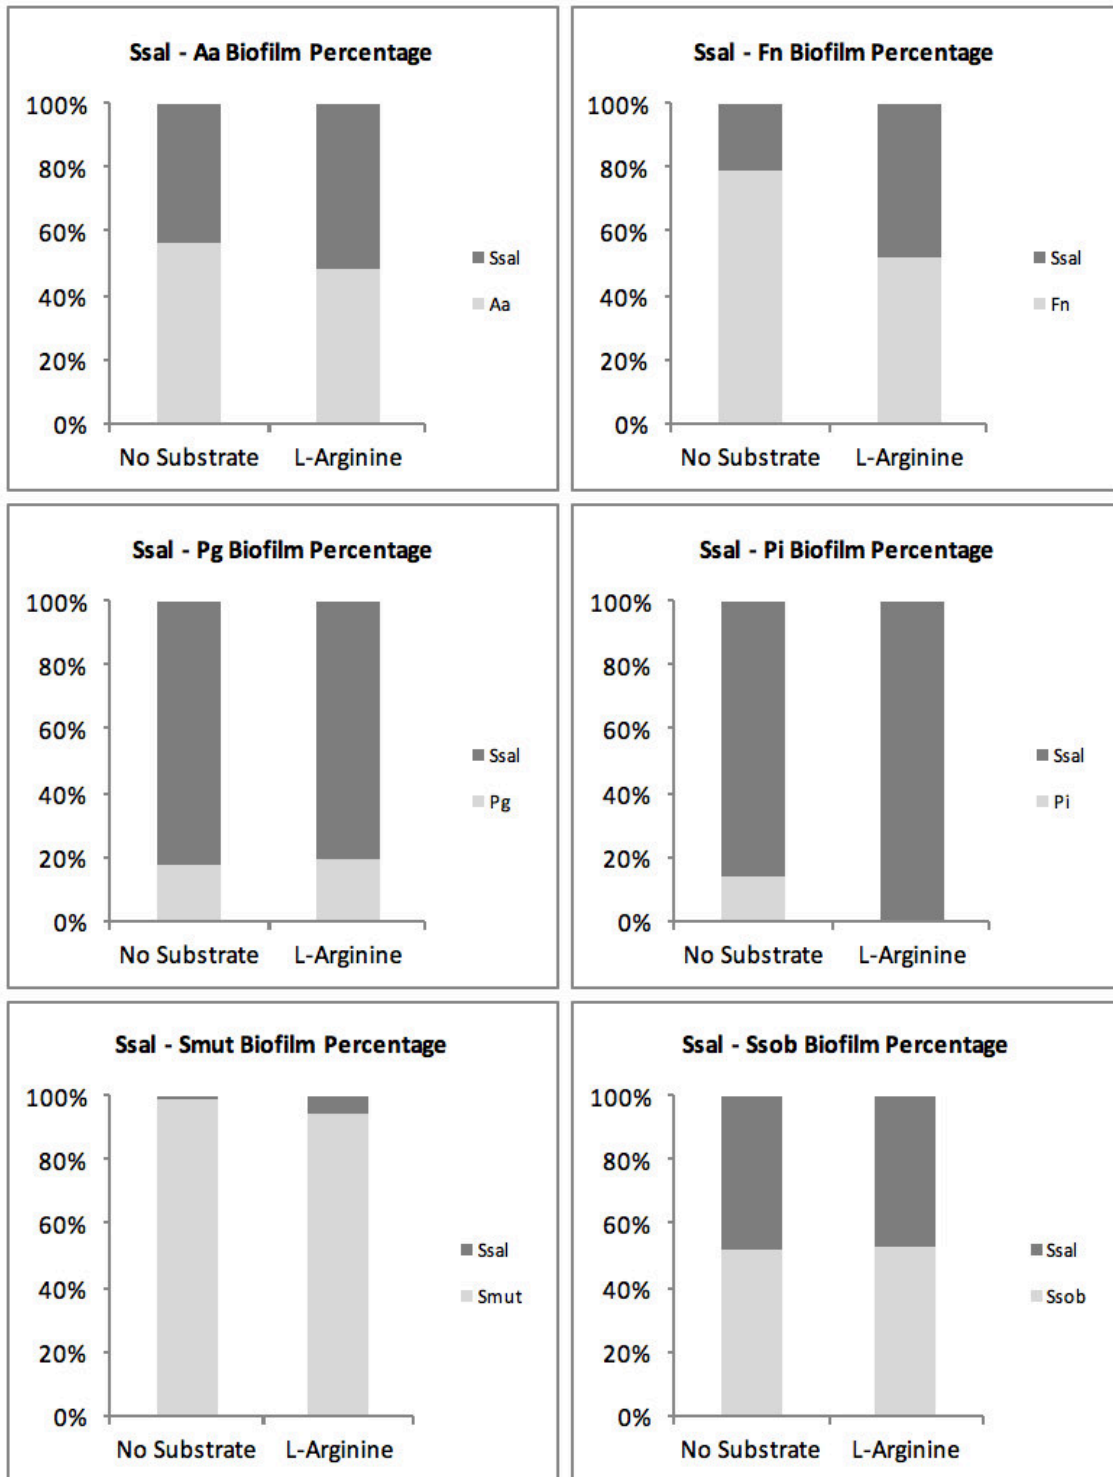 Ssal - Aa Biofilm Percentage
100%
80%
60%
40%
20%
0%
No Substrate
L-Arginine
Ssal
Aa
Ssal - Fn Biofilm Percentage
100%
80%
60%
40%
20%
0%
No Substrate
L-Arginine
Ssal
Fn
Ssal - Pg Biofilm Percentage
100%
80%
60%
40%
20%
0%
No Substrate
L-Arginine
Ssal
Pg
Ssal - Pi Biofilm Percentage
100%
80%
60%
40%
20%
0%
No Substrate
L-Arginine
Ssal
Pi
Ssal - Smut Biofilm Percentage
100%
80%
60%
40%
20%
0%
No Substrate
L-Arginine
Ssal
Smut
Ssal - Ssob Biofilm Percentage
100%
80%
60%
40%
20%
0%
No Substrate
L-Arginine
Ssal
Ssob